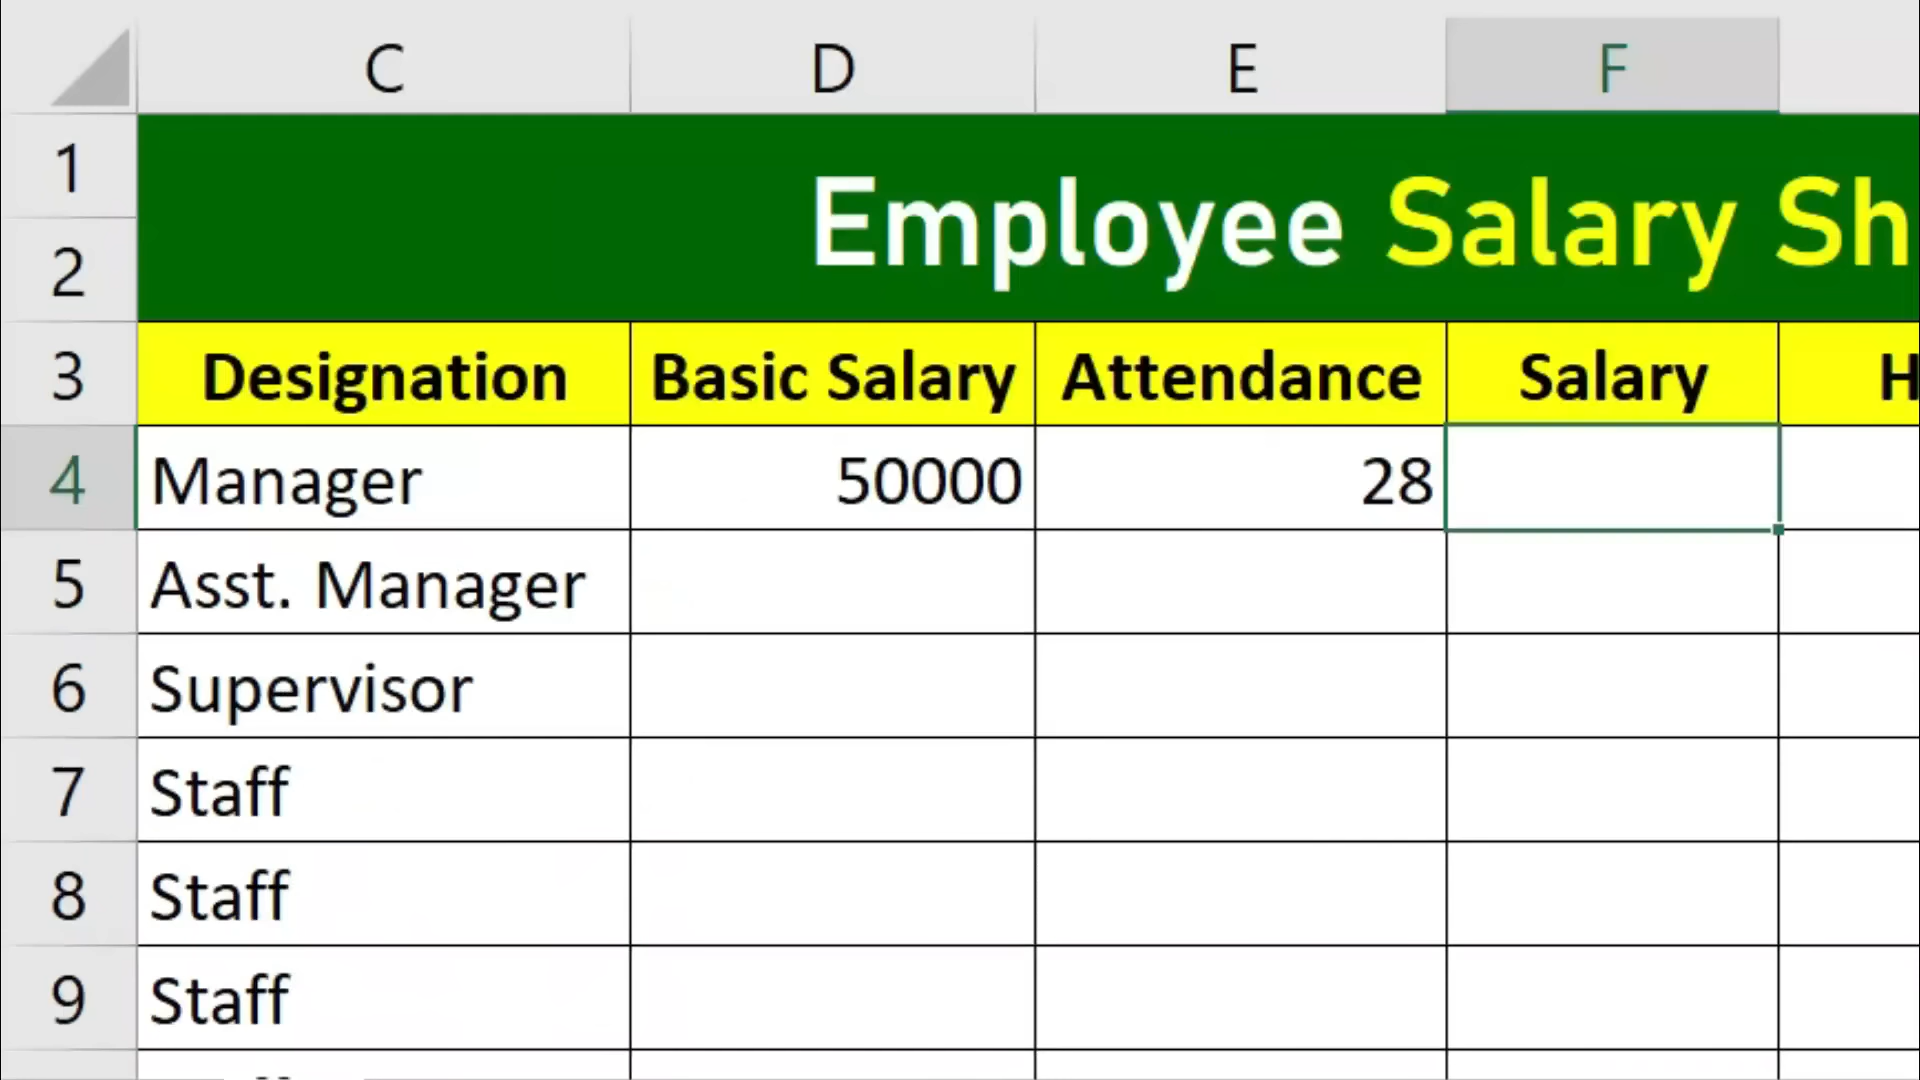 C D E F
1 Employee Salary Sh
2
3 Designation Basic Salary Attendance Salary H
4 Manager 50000 28
5 Asst. Manager
6 Supervisor
7 Staff
8 Staff
9 Staff